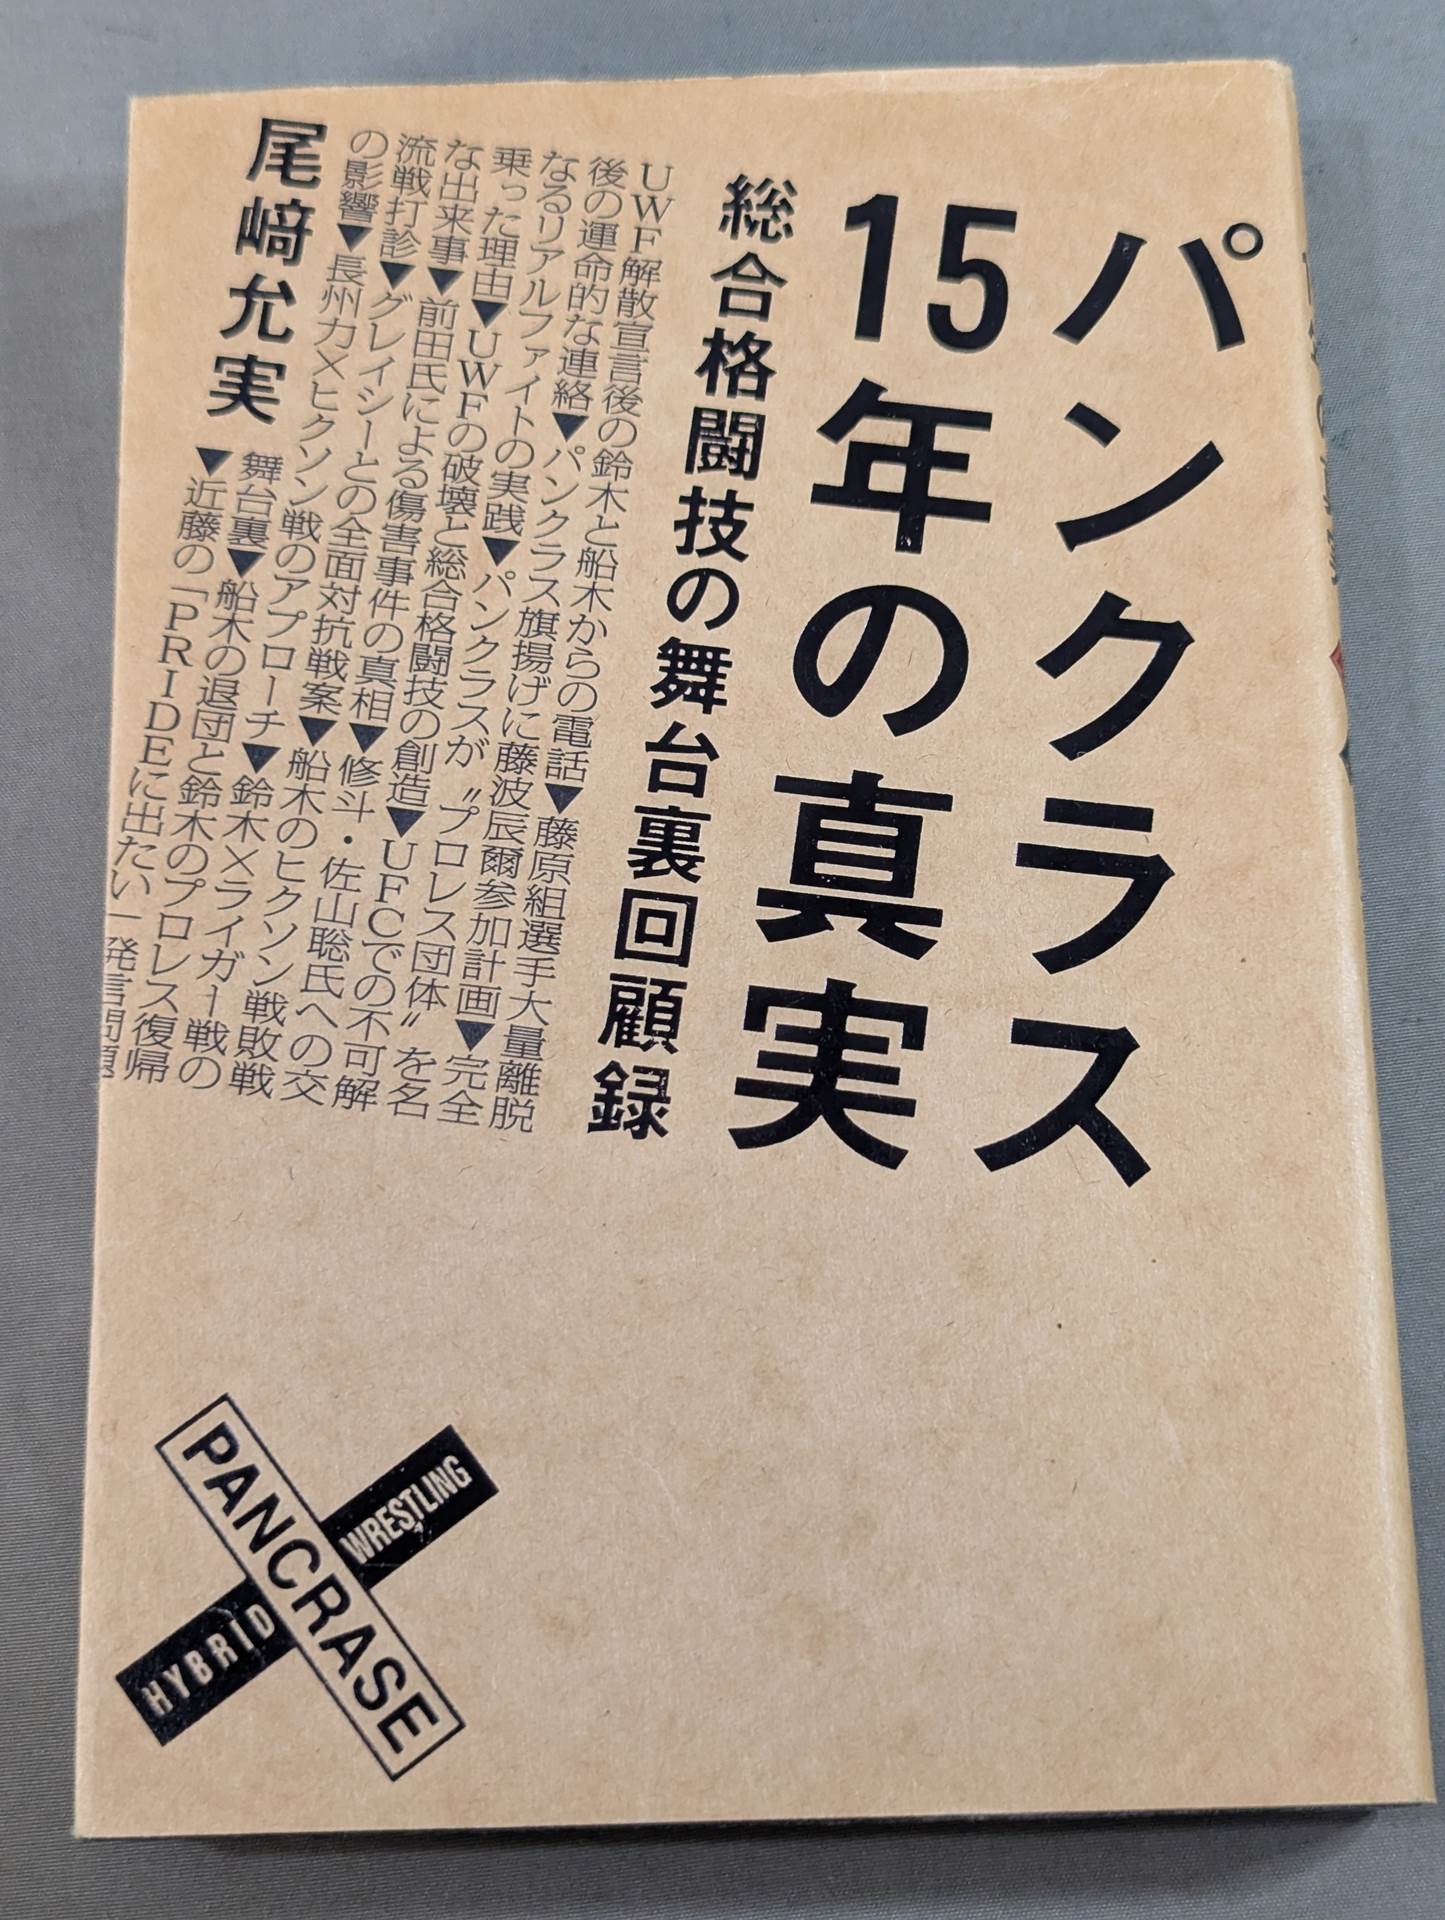 パンクラス
15年の真実
総合格闘技の舞台裏回顧録
UWF解散宣言後の鈴木と船木からの電話▼藤原組選手大量離脱
後の運命的な連絡▼パンクラス旗揚げに藤波辰爾参加計画▼完全
なるリアルファイトの実践▼パンクラスが〝プロレス団体〟を名
乗った理由▼UWFの破壊と総合格闘技の創造▼UFCでの不可解
な出来事▼前田氏による傷害事件の真相▼修斗・佐山聡氏への交
流戦打診▼グレイシーとの全面対抗戦案▼船木のヒクソン戦敗戦
の影響▼長州力×ヒクソン戦のアプローチ▼鈴木×ライガー戦の
舞台裏▼船木の退団と鈴木のプロレス復帰
▼近藤の「PRIDEに出たい」発言問題
尾﨑允実
PANCRASE
HYBRID WRESTLING